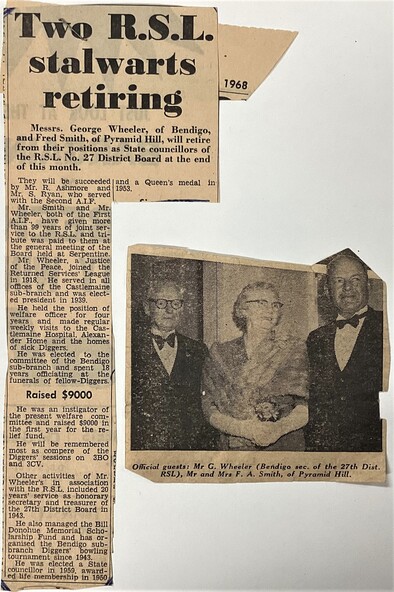 Two R.S.L.
stalwarts
retiring
1968
Messrs. George Wheeler, of Bendigo,
and Fred Smith, of Pyramid Hill, will retire
from their positions as State councillors of
the R.S.L. No. 27 District Board at the end
of this month.
They will be succeeded
by Mr. R. Ashmore and
Mr. S. Ryan, who served
with the Second A.I.F.
Mr. Smith and Mr.
Wheeler, both of the First
A.I.F., have given more
than 99 years of joint ser-
vice to the R.S.L. and tri-
bute was paid to them at
the general meeting of the
Board held at Serpentine.
Mr. Wheeler, a Justice
of the Peace, joined the
Returned Services' League
in 1918. He served in all
offices of the Castlemaine
sub-branch and was elect-
ed president in 1939.
He held the position of
welfare officer for four
years and made regular
weekly visits to the Cas-
tlemaine Hospital, Alexan-
der Home and the homes
of sick Diggers.
He was elected to the
committee of the Bendigo
sub-branch and spent 18
years officiating at the
funerals of fellow-Diggers.
Raised $9000
He was an instigator of
the present welfare com-
mittee and raised $9000 in
the first year for the re-
lief fund.
He will be remembered
most as compere of the
Diggers' sessions on 3BO
and 3CV.
Other activities of Mr.
Wheeler's in association
with the R.S.L. included 20
years' service as honorary
secretary and treasurer of
the 27th District Board in
1943.
He also managed the Bill
Donohue Memorial Scho-
larship Fund and has or-
ganised the Bendigo sub-
branch Diggers' bowling
tournament since 1943.
He was elected a State
councillor in 1959, award-
ed life membership in 1950
and a Queen's medal in
1953.
Official guests: Mr G. Wheeler (Bendigo sec. of the 27th Dist.
RSL), Mr and Mrs F. A. Smith, of Pyramid Hill.